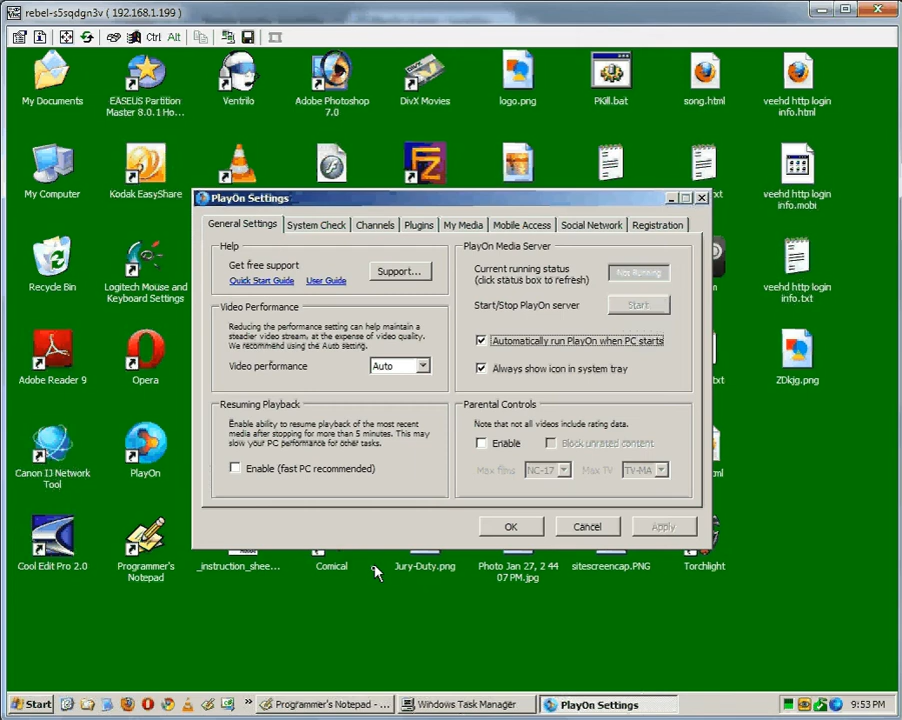 rebel-s5sqdgn3v ( 192.168.1.199 )
Ctrl Alt
My Documents
EASEUS Partition
Master 8.0.1 Ho...
Ventrilo
Adobe Photoshop
7.0
DivX Movies
logo.png
PKill.bat
song.html
veehd http login
info.html
My Computer
Kodak EasyShare
veehd http login
info.mobi
PlayOn Settings
General Settings
System Check
Channels
Plugins
My Media
Mobile Access
Social Network
Registration
Help
Get free support
Quick Start Guide
User Guide
Support...
Video Performance
Reducing the performance setting can help maintain a
steadier video stream, at the expense of video quality.
We recommend using the Auto setting.
Video performance
Auto
Resuming Playback
Enable ability to resume playback of the most recent
media after stopping for more than 5 minutes. This may
slow your PC performance for other tasks.
Enable (fast PC recommended)
PlayOn Media Server
Current running status
(click status box to refresh)
Not Running
Start/Stop PlayOn server
Start
Automatically run PlayOn when PC starts
Always show icon in system tray
Parental Controls
Note that not all videos include rating data.
Enable
Block unrated content
Max films
NC-17
Max TV
TV-MA
OK
Cancel
Apply
Recycle Bin
Logitech Mouse and
Keyboard Settings
veehd http login
info.txt
Adobe Reader 9
Opera
txt
ZDkjg.png
Canon IJ Network
Tool
PlayOn
Cool Edit Pro 2.0
Programmer's
Notepad
_instruction_shee...
Comical
Jury-Duty.png
Photo Jan 27, 2 44
07 PM.jpg
sitescreencap.PNG
Torchlight
Start
Programmer's Notepad - ...
Windows Task Manager
PlayOn Settings
9:53 PM